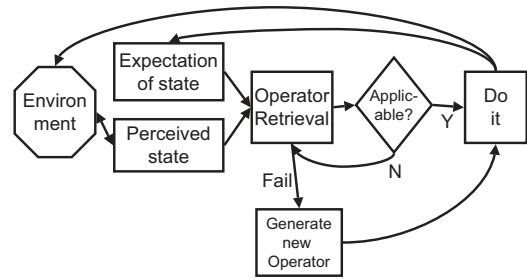 Environ
ment
Expectation
of state
Perceived
state
Operator
Retrieval
Applic-
able?
Y
N
Do
it
Fail
Generate
new
Operator